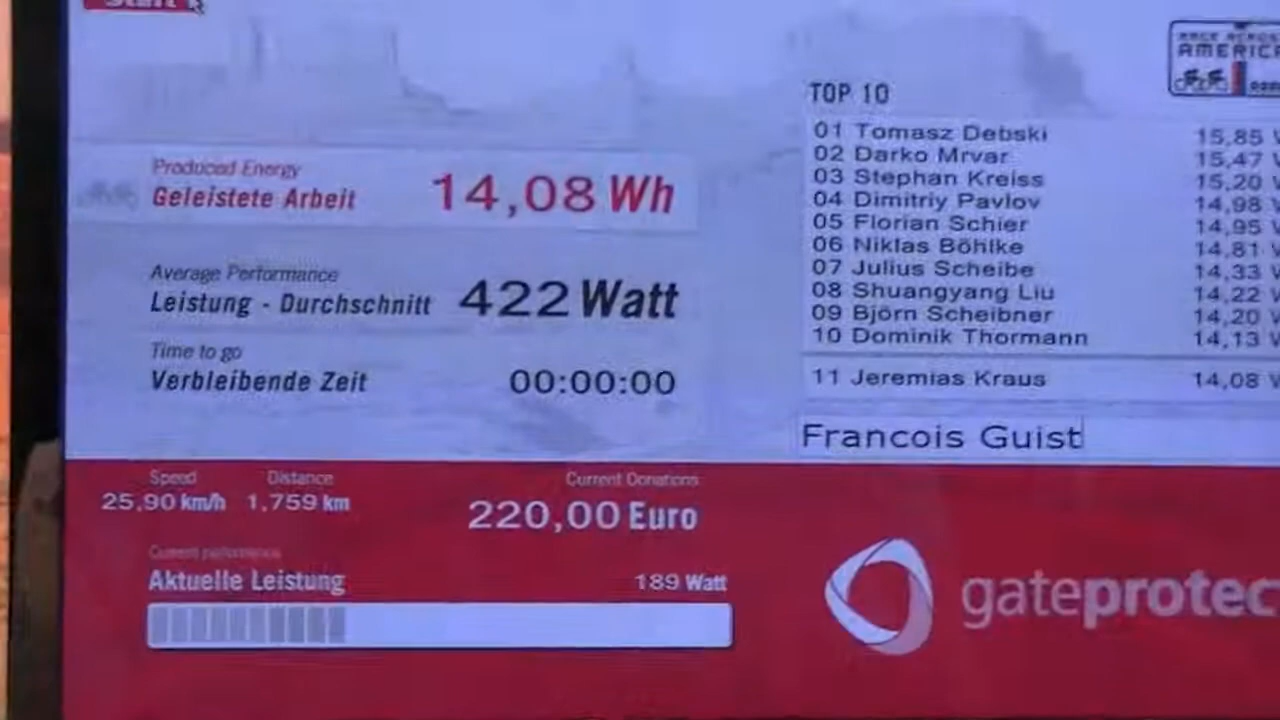 Start
Produced Energy
Geleistete Arbeit 14,08 Wh
Average Performance
Leistung - Durchschnitt 422 Watt
Time to go
Verbleibende Zeit 00:00:00
AMERICA
TOP 10
01 Tomasz Debski 15,85
02 Darko Mrvar 15,47
03 Stephan Kreiss 15,20
04 Dimitriy Pavlov 14,98
05 Florian Schier 14,95
06 Niklas Böhlke 14,81
07 Julius Scheibe 14,33
08 Shuangyang Liu 14,22
09 Björn Scheibner 14,20
10 Dominik Thormann 14,13
11 Jeremias Kraus 14,08
Francois Guist
Speed Distance Current Donations
25,90 km/h 1,759 km 220,00 Euro
Current performance
Aktuelle Leistung 189 Watt
gateprotec